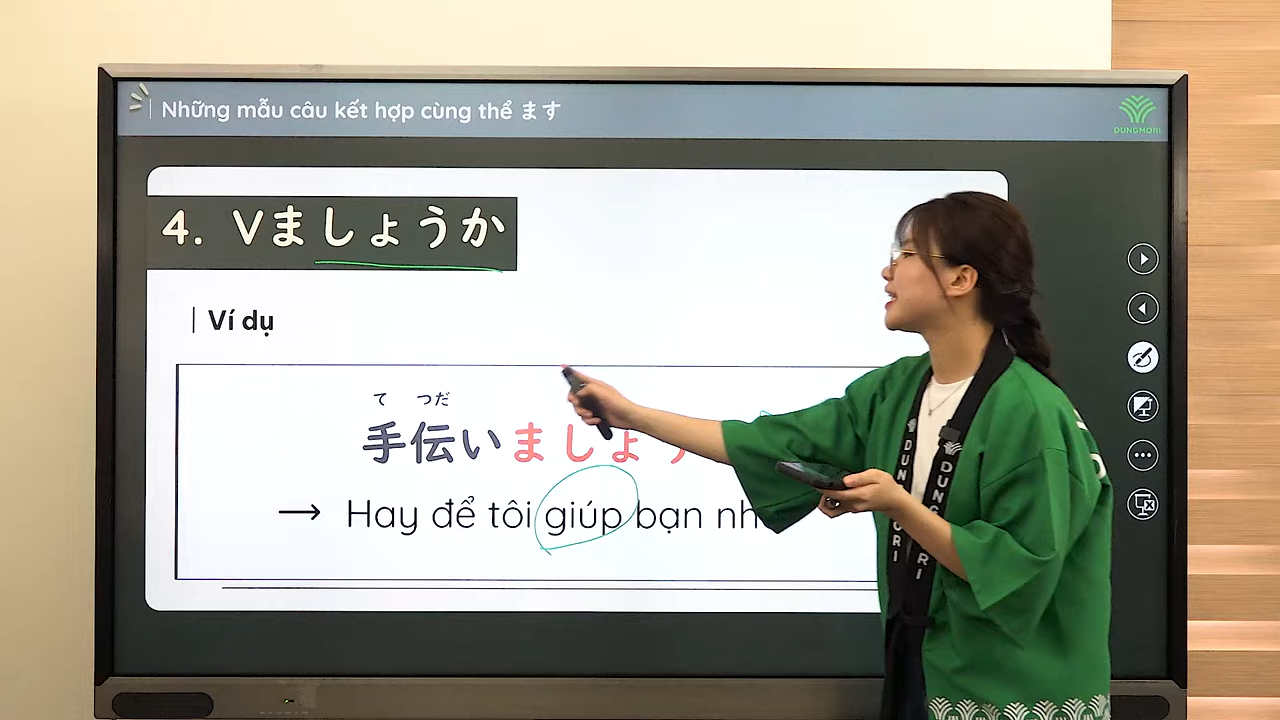 Những mẫu câu kết hợp cùng thể ます
DUNGMORI
4. Vましょうか
Ví dụ
て つだ
手伝いましょ
→ Hay để tôi giúp bạn
DUNGMORI
DUNGMORI